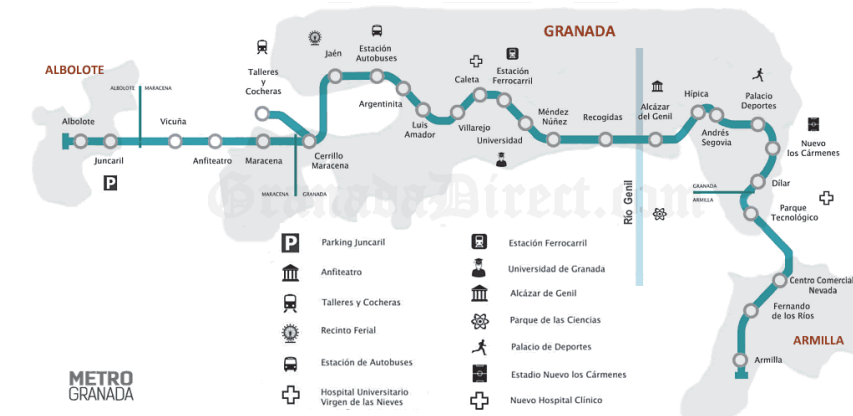 GRANADA
ALBOLOTE
Talleres
y
Cocheras
Jaén
Estación
Autobuses
Caleta
Estación
Ferrocarril
Hípica
Palacio
Deportes
ALBOLOTE
MARACENA
Albolote
Vicuña
Argentinita
Luis
Amador
Villarejo
Universidad
Méndez
Núñez
Recogidas
Alcázar
del Genil
Andrés
Segovia
Nuevo
los Cármenes
Juncaril
Anfiteatro
Maracena
Cerrillo
Maracena
MARACENA
GRANADA
GranadaDirect.com
Río Genil
GRANADA
ARMILLA
Dílar
Parque
Tecnológico
Centro Comercial
Nevada
Fernando
de los Ríos
ARMILLA
Armilla
P
P
Parking Juncaril
Anfiteatro
Talleres y Cocheras
Recinto Ferial
Estación de Autobuses
Hospital Universitario
Virgen de las Nieves
Estación Ferrocarril
Universidad de Granada
Alcázar de Genil
Parque de las Ciencias
Palacio de Deportes
Estadio Nuevo los Cármenes
Nuevo Hospital Clínico
METRO
GRANADA